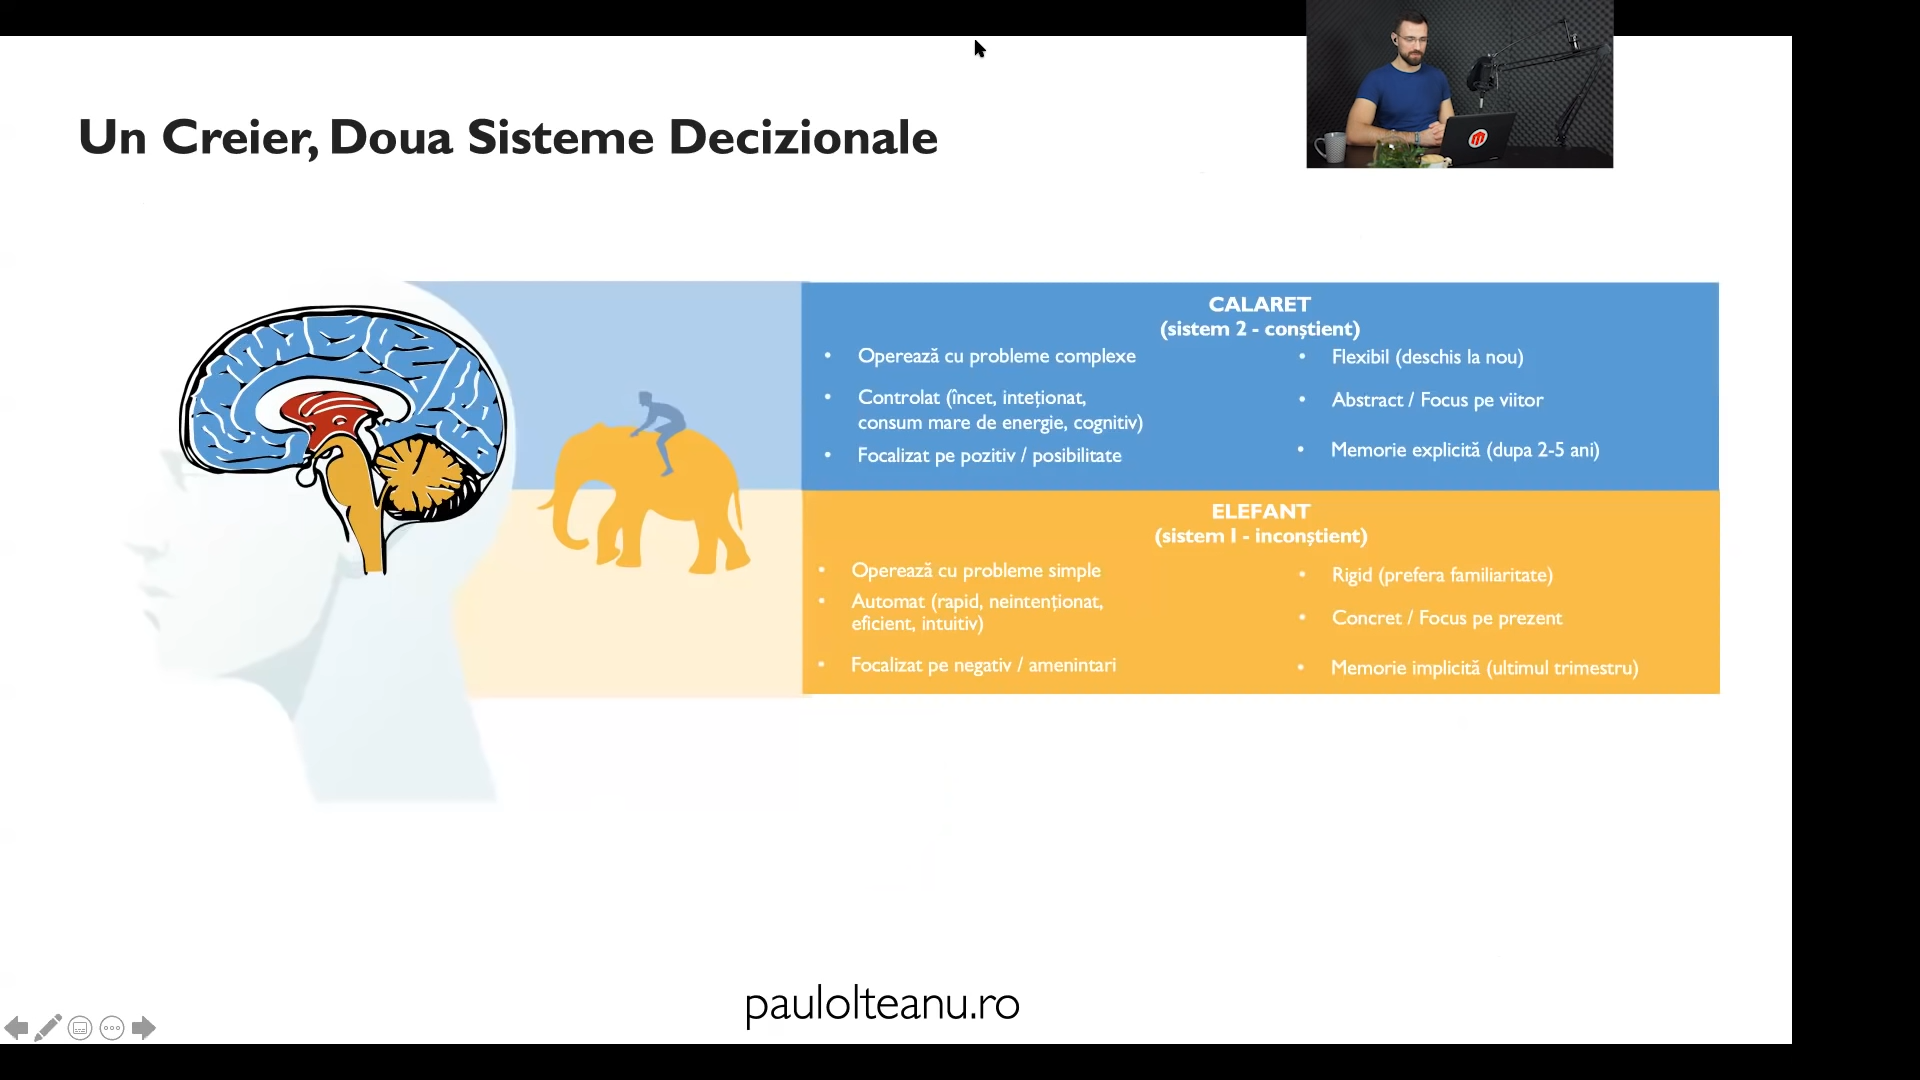 Un Creier, Doua Sisteme Decizionale
CALARET
(sistem 2 - conștient)
• Operează cu probleme complexe
• Controlat (încet, inteționat,
consum mare de energie, cognitiv)
• Focalizat pe pozitiv / posibilitate
• Flexibil (deschis la nou)
• Abstract / Focus pe viitor
• Memorie explicită (dupa 2-5 ani)
ELEFANT
(sistem I - inconștient)
• Operează cu probleme simple
• Automat (rapid, neintenționat,
eficient, intuitiv)
• Focalizat pe negativ / amenintari
• Rigid (prefera familiaritate)
• Concret / Focus pe prezent
• Memorie implicită (ultimul trimestru)
paulolteanu.ro